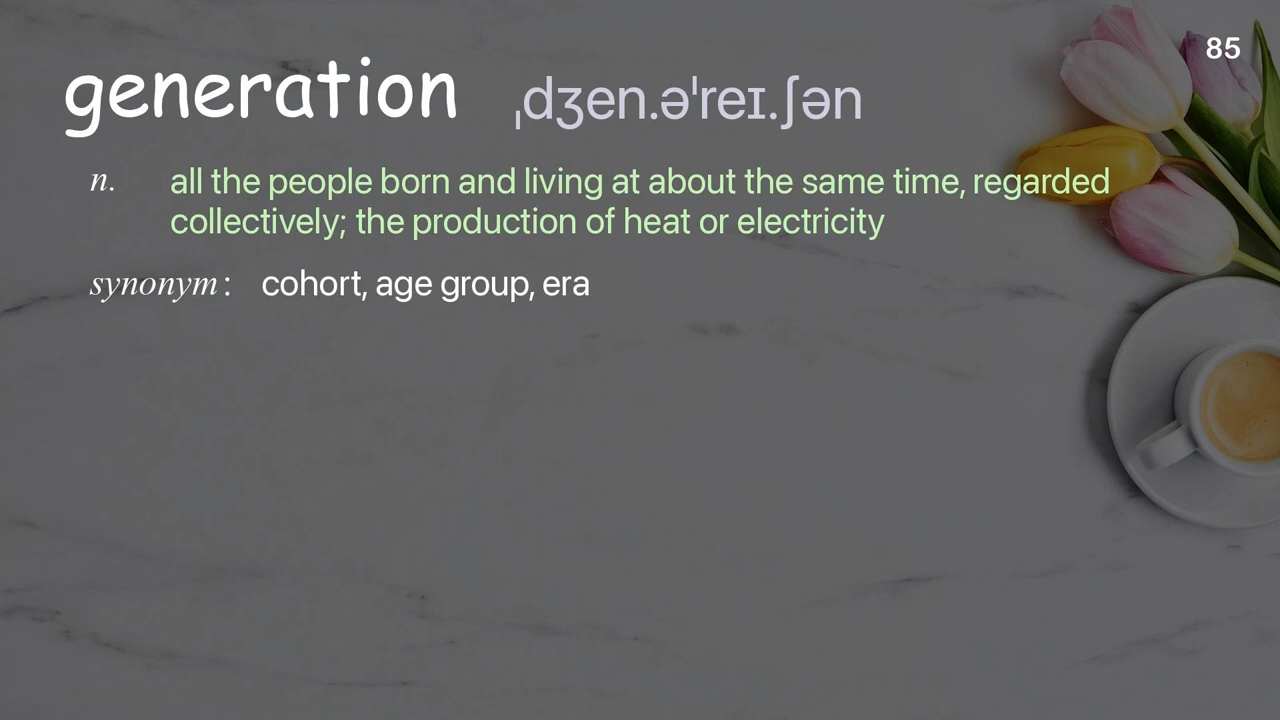 85
generation ˌdʒen.əˈreɪ.ʃən
n. all the people born and living at about the same time, regarded
collectively; the production of heat or electricity
synonym: cohort, age group, era